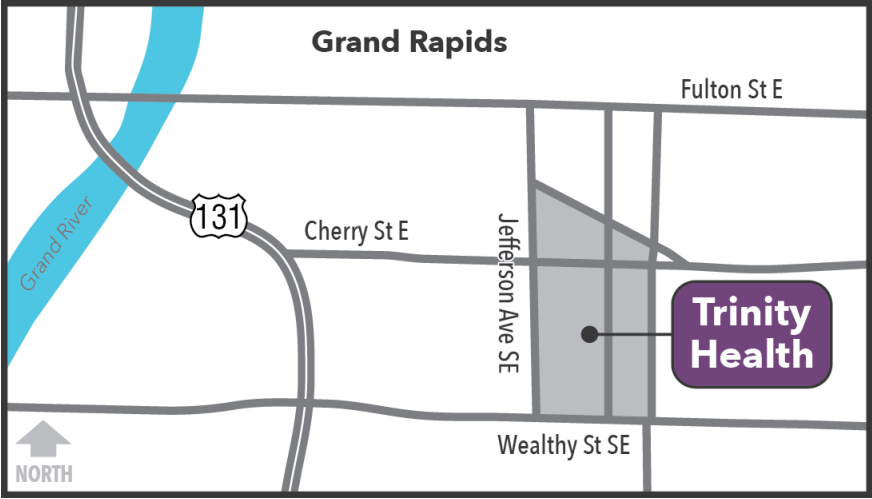 Grand Rapids
Fulton St E
Grand River
131
Cherry St E
Jefferson Ave SE
Trinity
Health
Wealthy St SE
NORTH